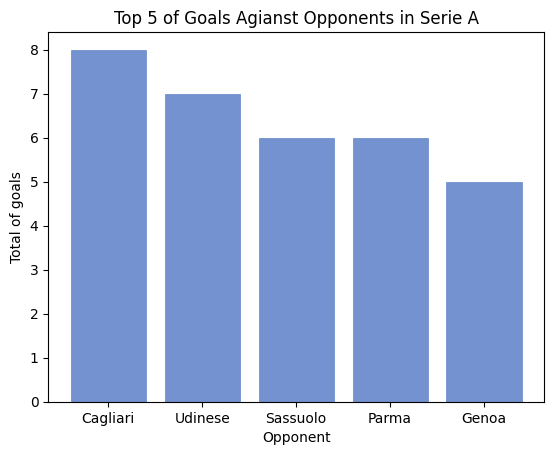 Top 5 of Goals Agianst Opponents in Serie A
Total of goals
8
7
6
5
4
3
2
1
0
Cagliari Udinese Sassuolo Parma Genoa
Opponent